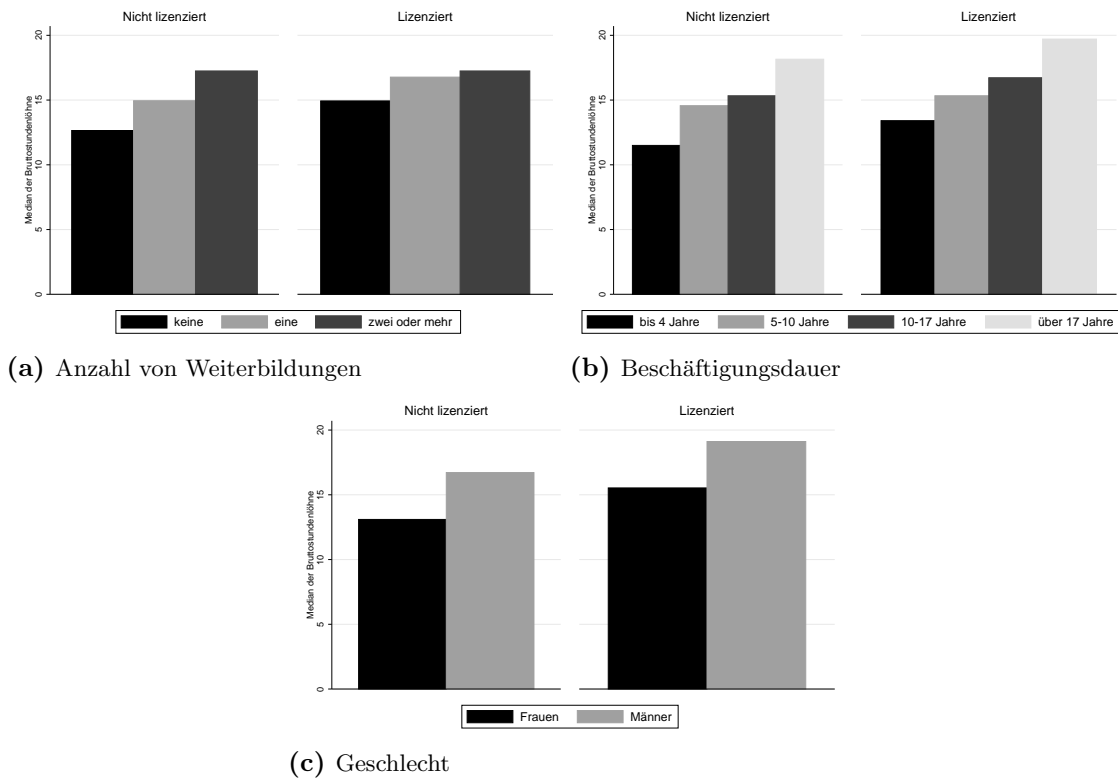 Nicht lizenziert Lizenziert
Median der Bruttostundenlöhne
20
15
10
5
0
keine eine zwei oder mehr
(a) Anzahl von Weiterbildungen
Nicht lizenziert Lizenziert
Median der Bruttostundenlöhne
20
15
10
5
0
bis 4 Jahre 5-10 Jahre 10-17 Jahre über 17 Jahre
(b) Beschäftigungsdauer
Nicht lizenziert Lizenziert
Median der Bruttostundenlöhne
20
15
10
5
0
Frauen Männer
(c) Geschlecht